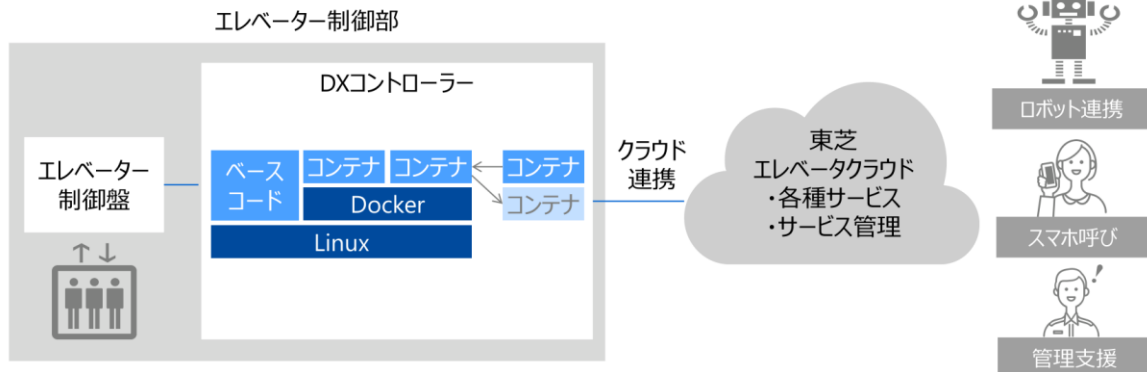 エレベーター制御部
DXコントローラー
エレベーター
制御盤
ベース
コード
コンテナ
コンテナ
コンテナ
コンテナ
Docker
Linux
クラウド
連携
東芝
エレベータクラウド
・各種サービス
・サービス管理
ロボット連携
スマホ呼び
管理支援